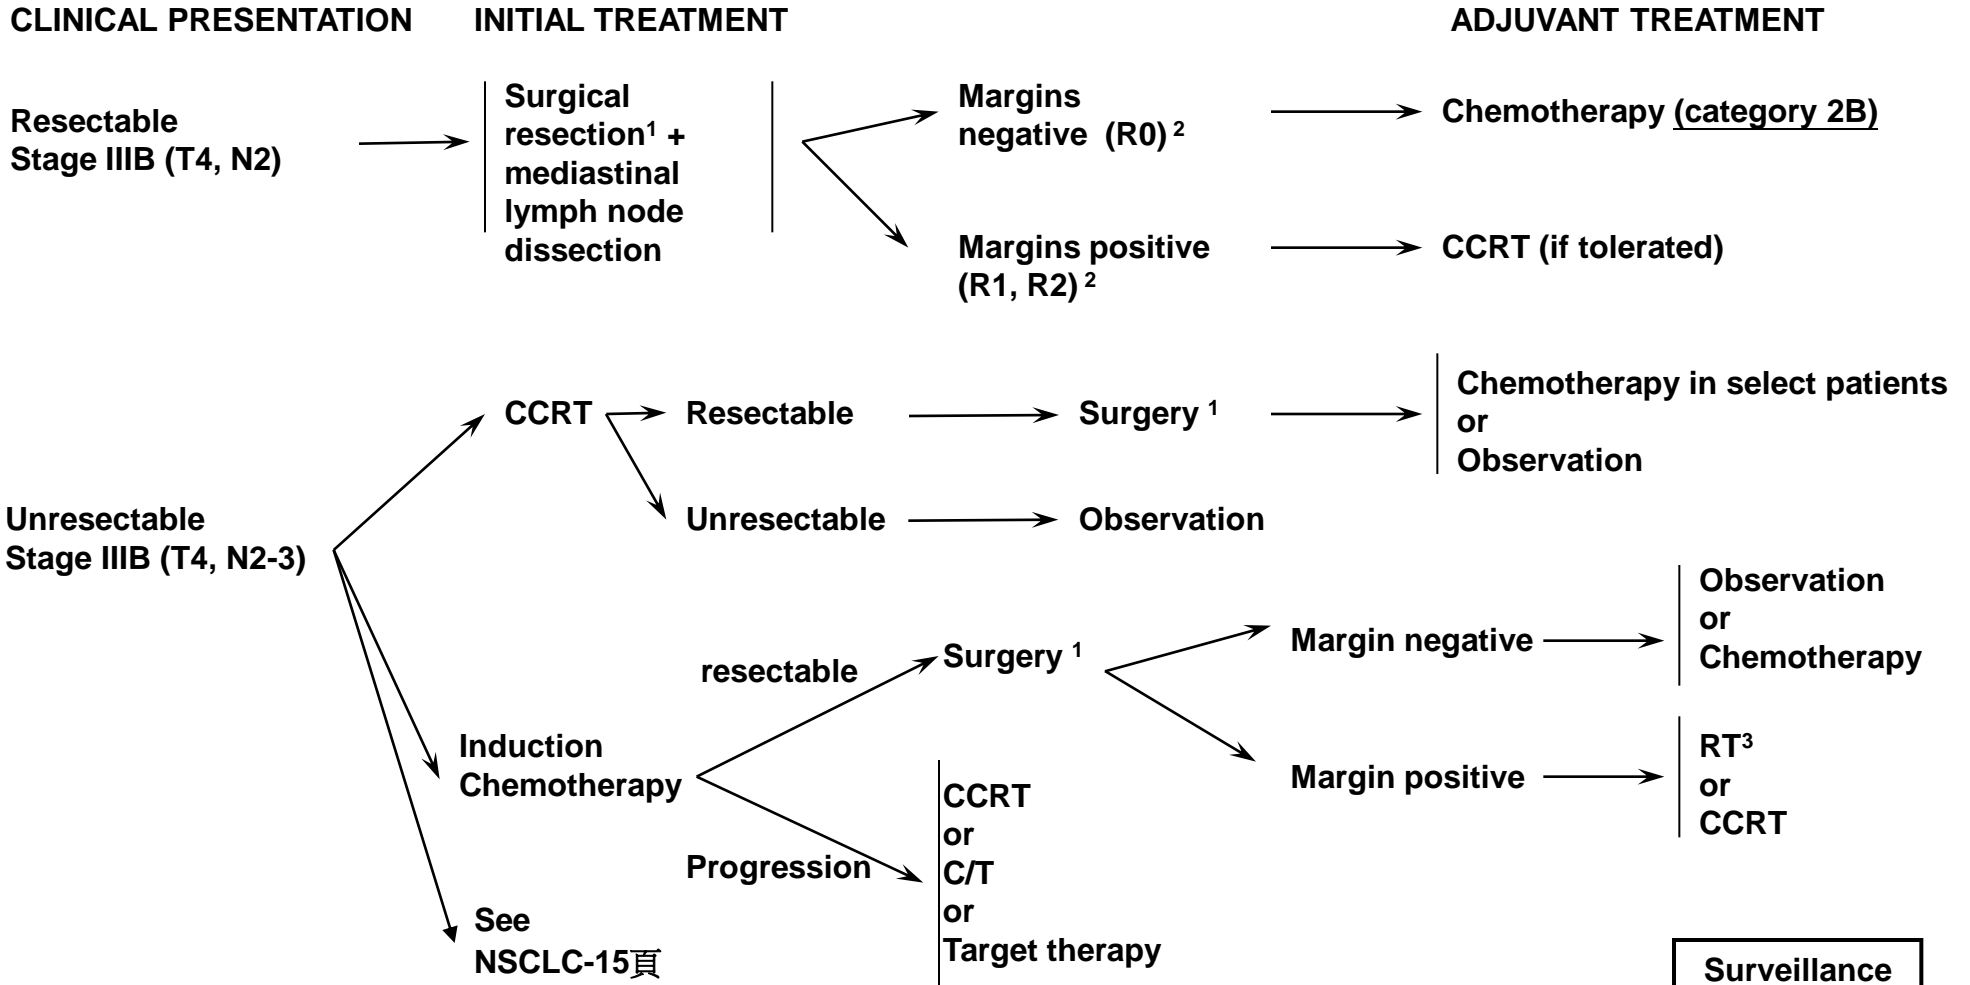 CLINICAL PRESENTATION INITIAL TREATMENT ADJUVANT TREATMENT
Resectable
Stage IIIB (T4, N2)
Surgical
resection¹ +
mediastinal
lymph node
dissection
Margins
negative (R0) ²
Chemotherapy (category 2B)
Margins positive
(R1, R2) ²
CCRT (if tolerated)
Unresectable
Stage IIIB (T4, N2-3)
CCRT
Resectable
Surgery ¹
Chemotherapy in select patients
or
Observation
Unresectable
Observation
Induction
Chemotherapy
resectable
Surgery ¹
Margin negative
Observation
or
Chemotherapy
Margin positive
RT³
or
CCRT
Progression
CCRT
or
C/T
or
Target therapy
See
NSCLC-15頁
Surveillance